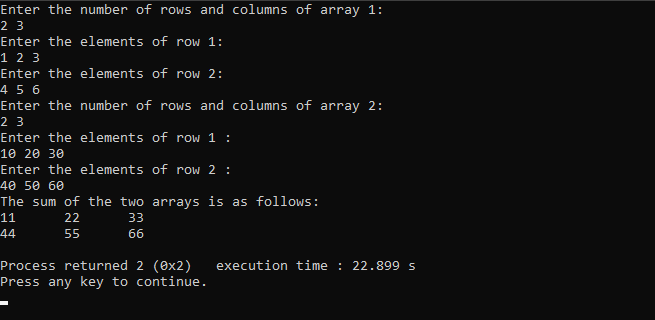 Enter the number of rows and columns of array 1:
2 3
Enter the elements of row 1:
1 2 3
Enter the elements of row 2:
4 5 6
Enter the number of rows and columns of array 2:
2 3
Enter the elements of row 1 :
10 20 30
Enter the elements of row 2 :
40 50 60
The sum of the two arrays is as follows:
11      22      33
44      55      66

Process returned 2 (0x2)   execution time : 22.899 s
Press any key to continue.